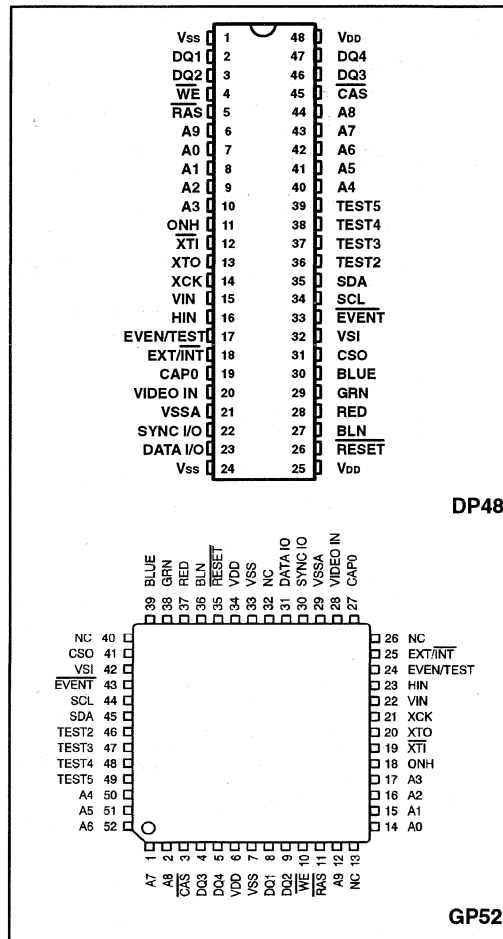 Vss 1 48 VDD
DQ1 2 47 DQ4
DQ2 3 46 DQ3
WE 4 45 CAS
RAS 5 44 A8
A9 6 43 A7
A0 7 42 A6
A1 8 41 A5
A2 9 40 A4
A3 10 39 TEST5
ONH 11 38 TEST4
XTI 12 37 TEST3
XTO 13 36 TEST2
XCK 14 35 SDA
VIN 15 34 SCL
HIN 16 33 EVENT
EVEN/TEST 17 32 VSI
EXT/INT 18 31 CSO
CAP0 19 30 BLUE
VIDEO IN 20 29 GRN
VSSA 21 28 RED
SYNC I/O 22 27 BLN
DATA I/O 23 26 RESET
Vss 24 25 VDD
DP48
BLUE GRN RED BLN RESET VDD VSS NC DATA IO SYNC IO VSSA VIDEO IN CAP0
39 38 37 36 35 34 33 32 31 30 29 28 27
NC 40 26 NC
CSO 41 25 EXT/INT
VSI 42 24 EVEN/TEST
EVENT 43 23 HIN
SCL 44 22 VIN
SDA 45 21 XCK
TEST2 46 20 XTO
TEST3 47 19 XTI
TEST4 48 18 ONH
TEST5 49 17 A3
A4 50 16 A2
A5 51 15 A1
A6 52 14 A0
1 2 3 4 5 6 7 8 9 10 11 12 13
A7 A8 CAS DQ3 DQ4 VDD VSS DQ1 DQ2 WE RAS A9 NC
GP52